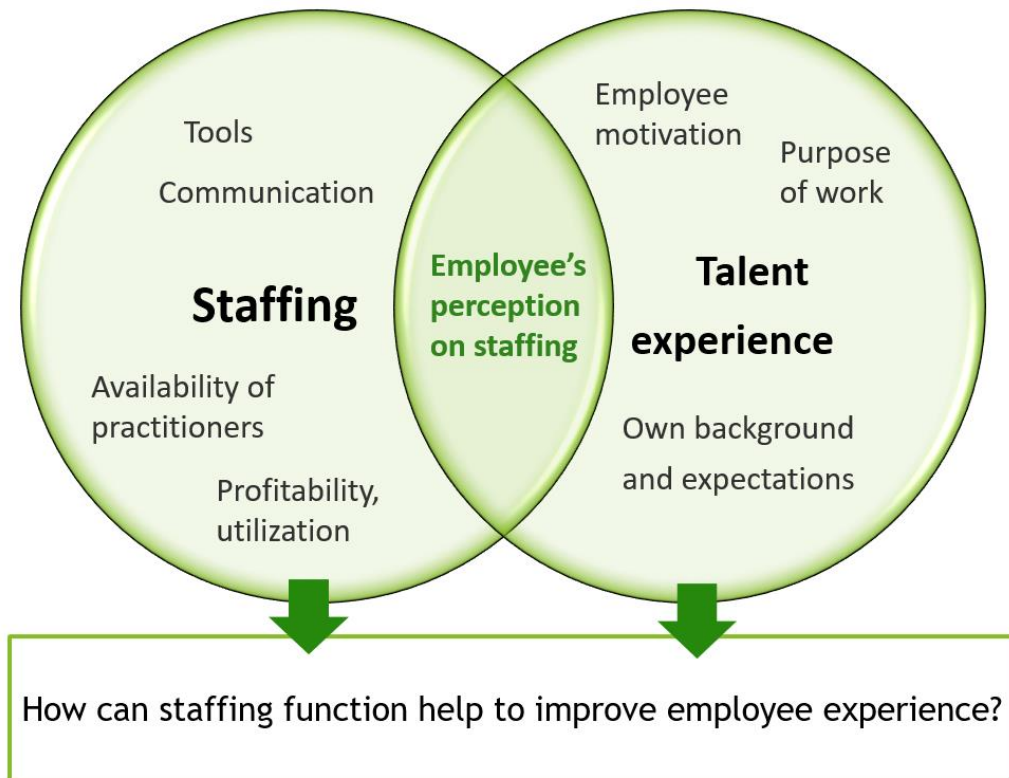 Tools
Communication
Staffing
Availability of
practitioners
Profitability,
utilization
Employee’s
perception
on staffing
Employee
motivation
Purpose
of work
Talent
experience
Own background
and expectations
How can staffing function help to improve employee experience?